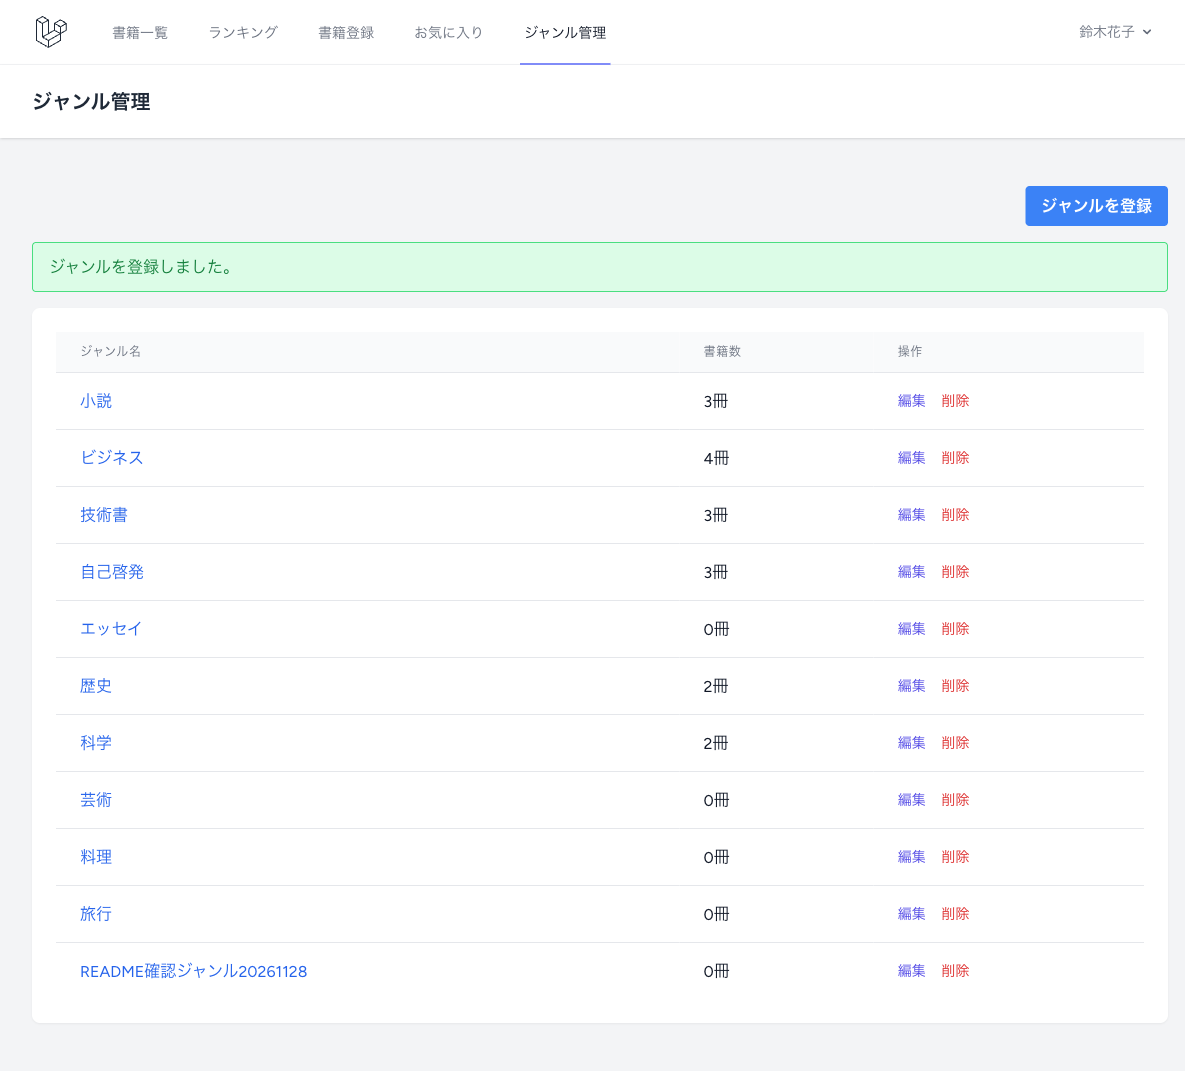 書籍一覧 ランキング 書籍登録 お気に入り ジャンル管理 鈴木花子
ジャンル管理
ジャンルを登録
ジャンルを登録しました。
ジャンル名 書籍数 操作
小説 3冊 編集 削除
ビジネス 4冊 編集 削除
技術書 3冊 編集 削除
自己啓発 3冊 編集 削除
エッセイ 0冊 編集 削除
歴史 2冊 編集 削除
科学 2冊 編集 削除
芸術 0冊 編集 削除
料理 0冊 編集 削除
旅行 0冊 編集 削除
README確認ジャンル20261128 0冊 編集 削除